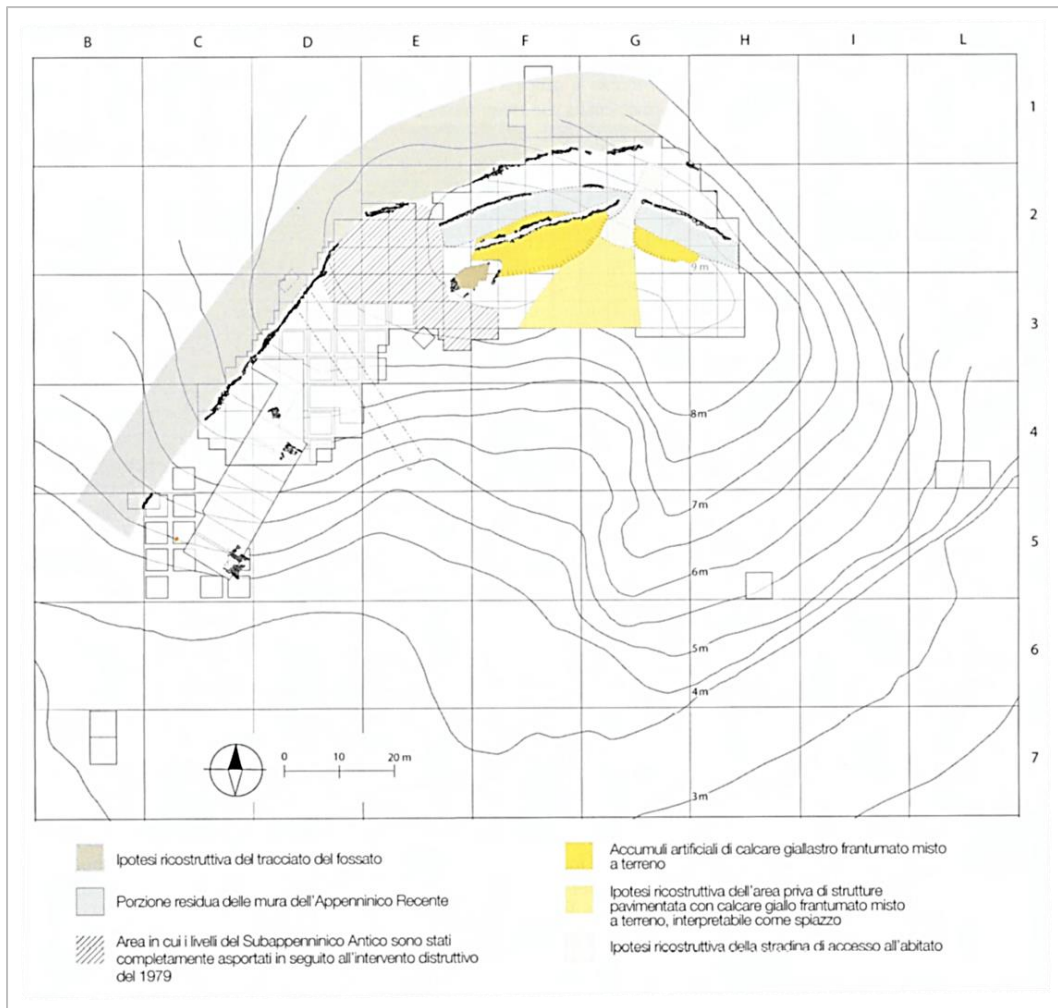 B C D E F G H I L
1
2
9 m
3
8 m
4
7 m
5
6 m
6
5 m
4 m
7
0 10 20 m
3 m
Ipotesi ricostruttiva del tracciato del fossato
Porzione residua delle mura dell'Appenninico Recente
Area in cui i livelli del Subappenninico Antico sono stati
completamente asportati in seguito all'intervento distruttivo
del 1979
Accumuli artificiali di calcare giallastro frantumato misto
a terreno
Ipotesi ricostruttiva dell'area priva di strutture
pavimentata con calcare giallo frantumato misto
a terreno, interpretabile come spiazzo
Ipotesi ricostruttiva della stradina di accesso all'abitato